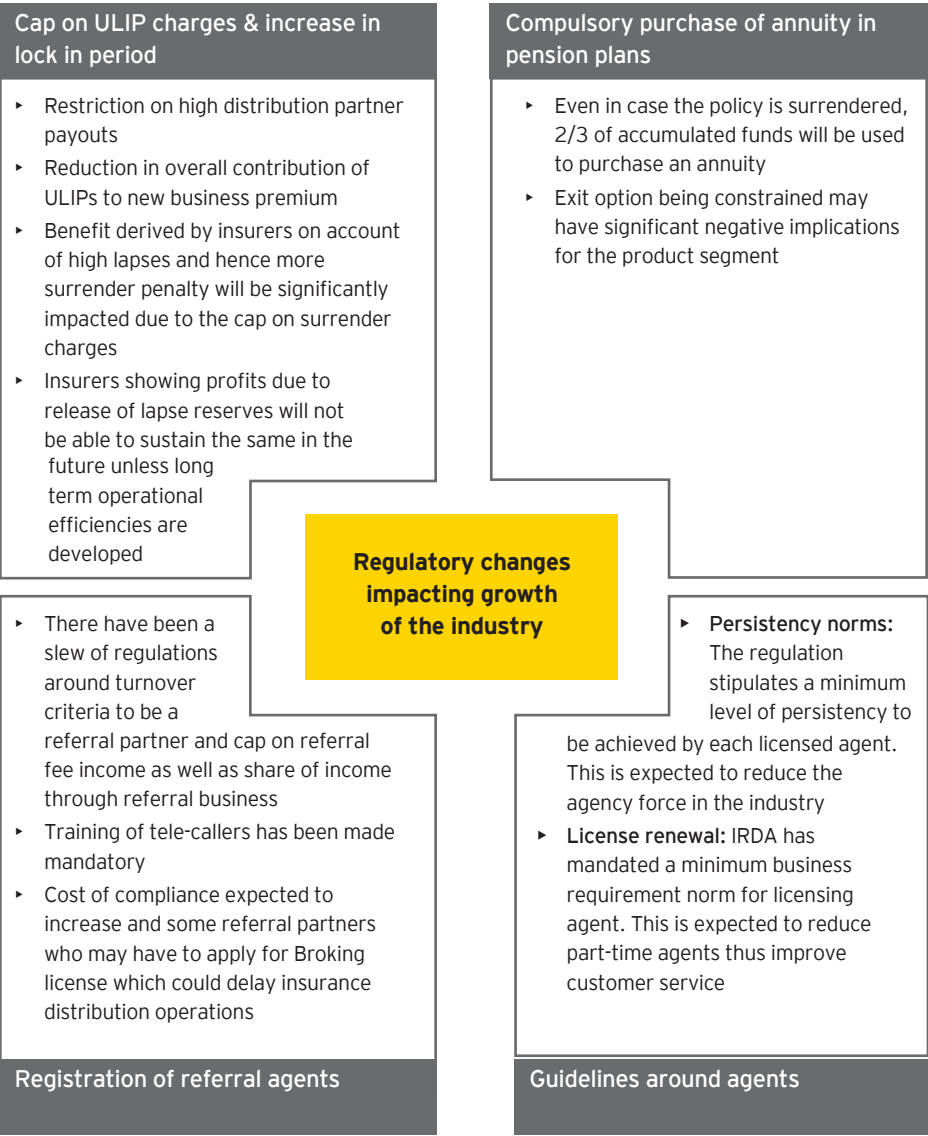 Cap on ULIP charges & increase in
lock in period
‣ Restriction on high distribution partner
payouts
‣ Reduction in overall contribution of
ULIPs to new business premium
‣ Benefit derived by insurers on account
of high lapses and hence more
surrender penalty will be significantly
impacted due to the cap on surrender
charges
‣ Insurers showing profits due to
release of lapse reserves will not
be able to sustain the same in the
future unless long
term operational
efficiencies are
developed
Compulsory purchase of annuity in
pension plans
‣ Even in case the policy is surrendered,
2/3 of accumulated funds will be used
to purchase an annuity
‣ Exit option being constrained may
have significant negative implications
for the product segment
Regulatory changes
impacting growth
of the industry
‣ There have been a
slew of regulations
around turnover
criteria to be a
referral partner and cap on referral
fee income as well as share of income
through referral business
‣ Training of tele-callers has been made
mandatory
‣ Cost of compliance expected to
increase and some referral partners
who may have to apply for Broking
license which could delay insurance
distribution operations
Registration of referral agents
‣ Persistency norms:
The regulation
stipulates a minimum
level of persistency to
be achieved by each licensed agent.
This is expected to reduce the
agency force in the industry
‣ License renewal: IRDA has
mandated a minimum business
requirement norm for licensing
agent. This is expected to reduce
part-time agents thus improve
customer service
Guidelines around agents